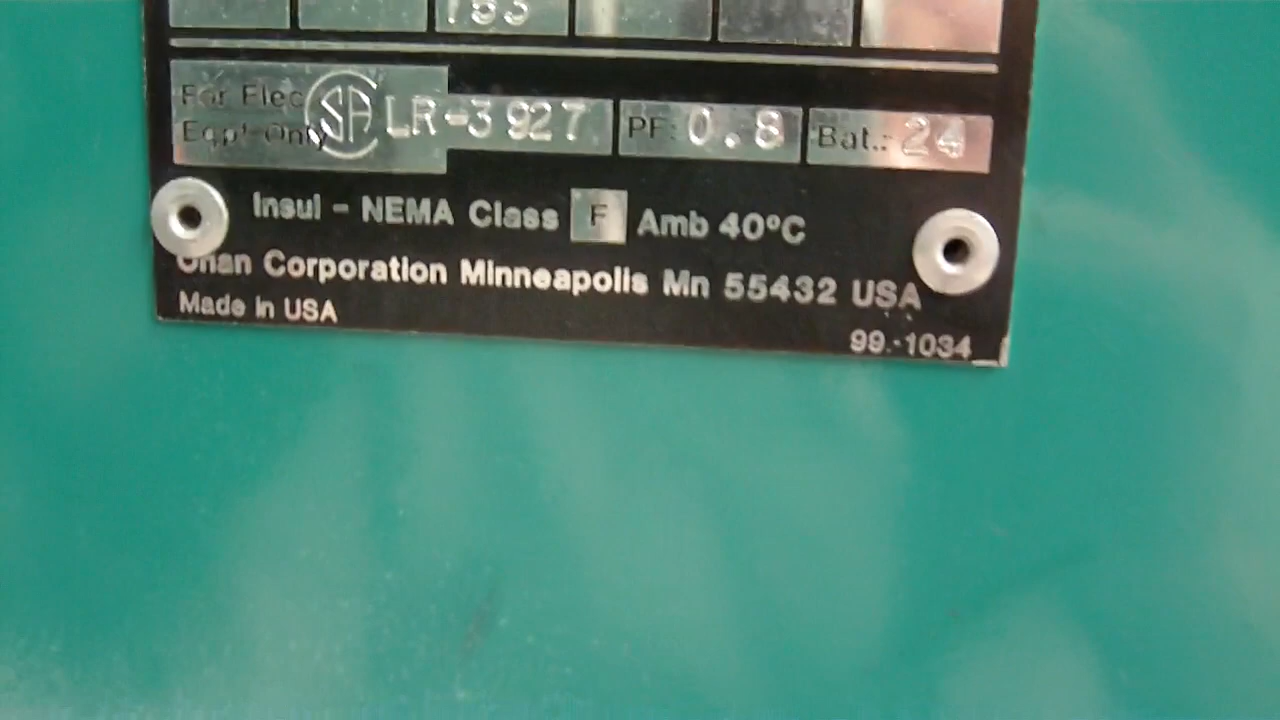 For Elec SA LR-3927 PF: 0.8 Bat.: 24
Eqpt Only
Insul - NEMA Class F Amb 40°C
Onan Corporation Minneapolis Mn 55432 USA
Made in USA
99-1034